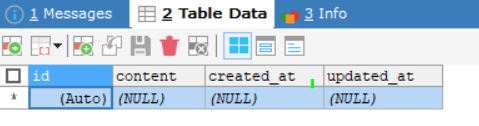 1 Messages 2 Table Data 3 Info
id content created_at updated_at
* (Auto) (NULL) (NULL) (NULL)